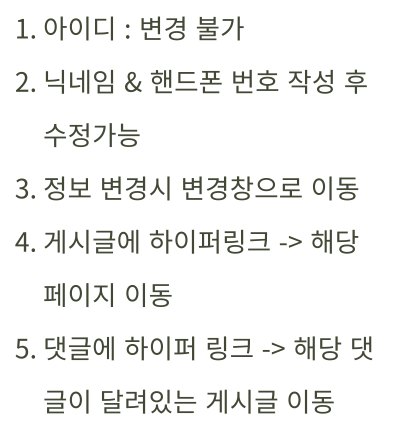 1. 아이디 : 변경 불가
2. 닉네임 & 핸드폰 번호 작성 후
수정가능
3. 정보 변경시 변경창으로 이동
4. 게시글에 하이퍼링크 -> 해당
페이지 이동
5. 댓글에 하이퍼 링크 -> 해당 댓
글이 달려있는 게시글 이동